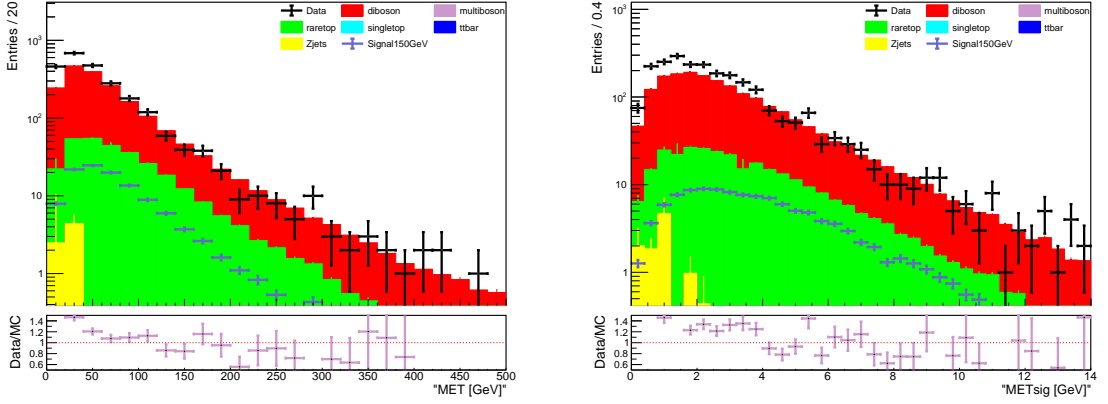 Entries / 20
10³
10²
10
1
Data
diboson
multiboson
raretop
singletop
ttbar
Zjets
Signal150GeV
Data/MC
1.4
1.2
1
0.8
0.6
0 50 100 150 200 250 300 350 400 450 500
"MET [GeV]"
Entries / 0.4
10³
10²
10
1
Data
diboson
multiboson
raretop
singletop
ttbar
Zjets
Signal150GeV
Data/MC
1.4
1.2
1
0.8
0.6
0 2 4 6 8 10 12 14
"METsig [GeV]"